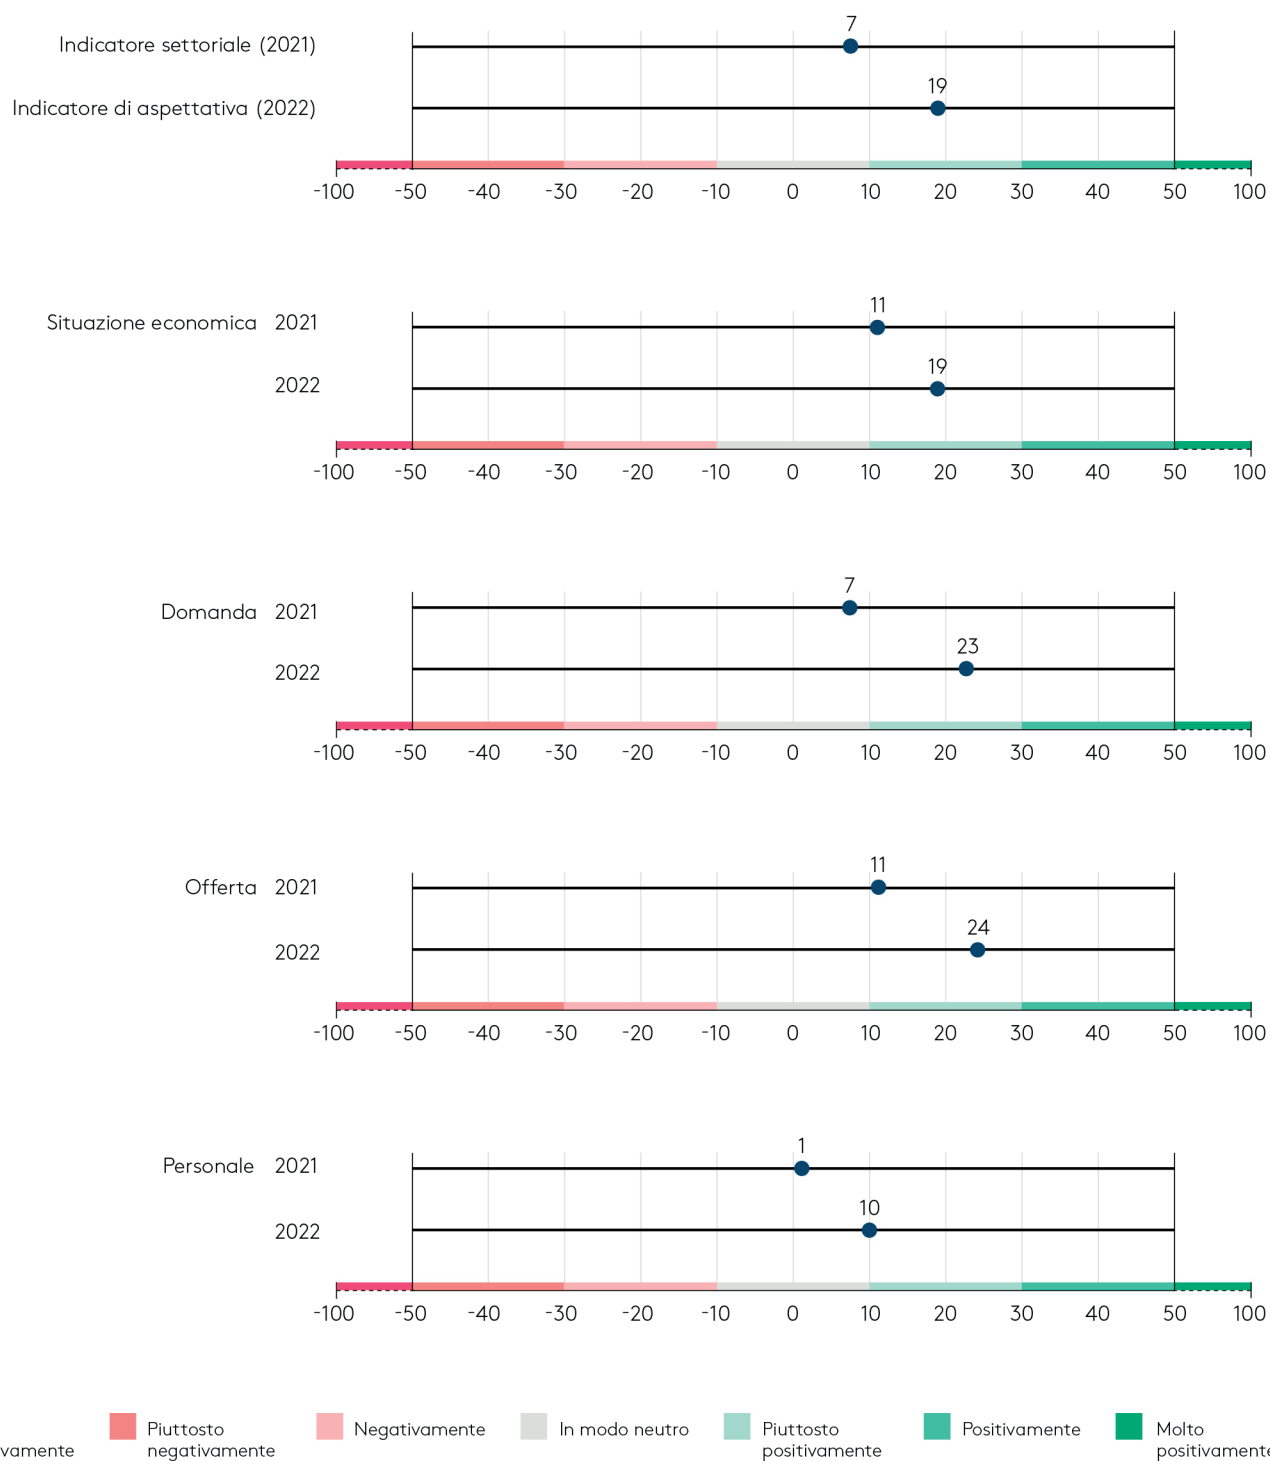 7
Indicatore settoriale (2021)
19
Indicatore di aspettativa (2022)
-100 -50 -40 -30 -20 -10 0 10 20 30 40 50 100
11
Situazione economica 2021
19
2022
-100 -50 -40 -30 -20 -10 0 10 20 30 40 50 100
7
Domanda 2021
23
2022
-100 -50 -40 -30 -20 -10 0 10 20 30 40 50 100
11
Offerta 2021
24
2022
-100 -50 -40 -30 -20 -10 0 10 20 30 40 50 100
1
Personale 2021
10
2022
-100 -50 -40 -30 -20 -10 0 10 20 30 40 50 100
vamente
Piuttosto
negativamente
Negativamente
In modo neutro
Piuttosto
positivamente
Positivamente
Molto
positivamente